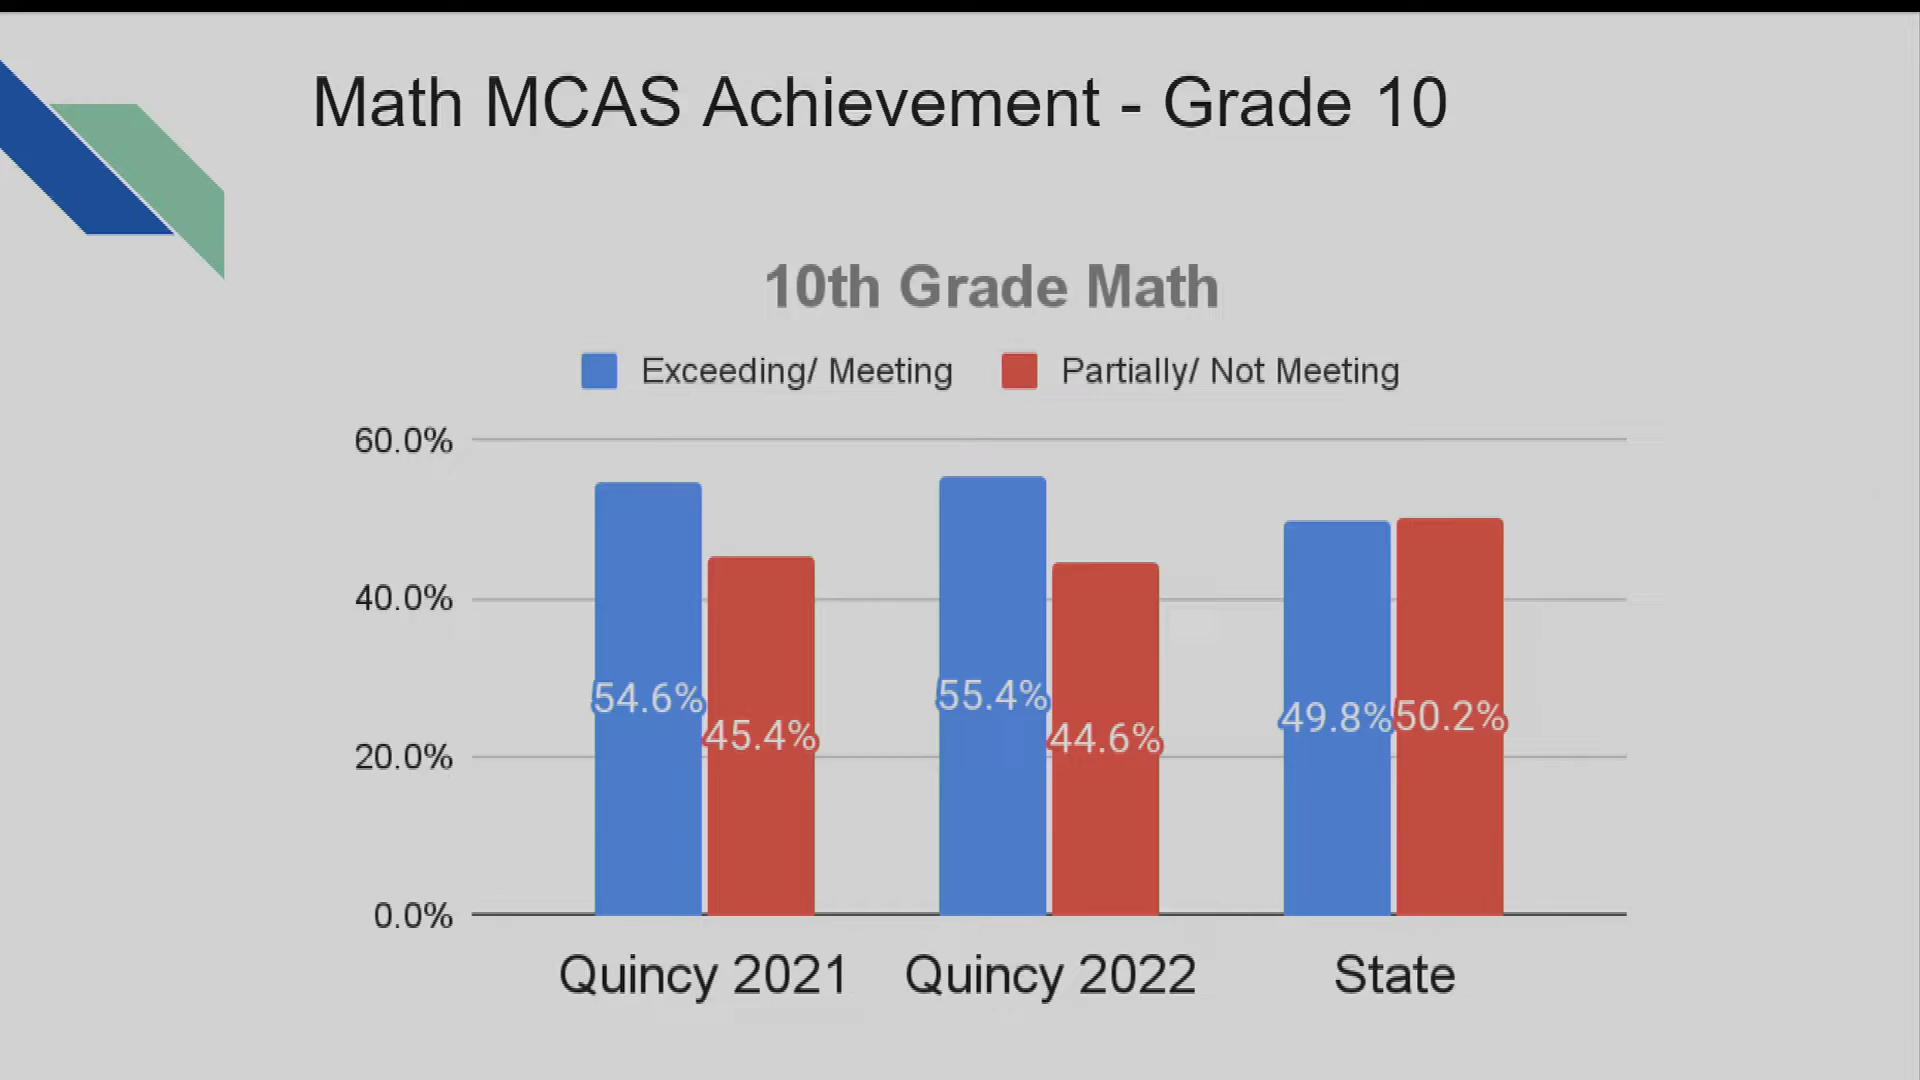 Math MCAS Achievement - Grade 10
10th Grade Math
Exceeding/ Meeting
Partially/ Not Meeting
60.0%
40.0%
20.0%
0.0%
54.6%
45.4%
55.4%
44.6%
49.8%
50.2%
Quincy 2021
Quincy 2022
State